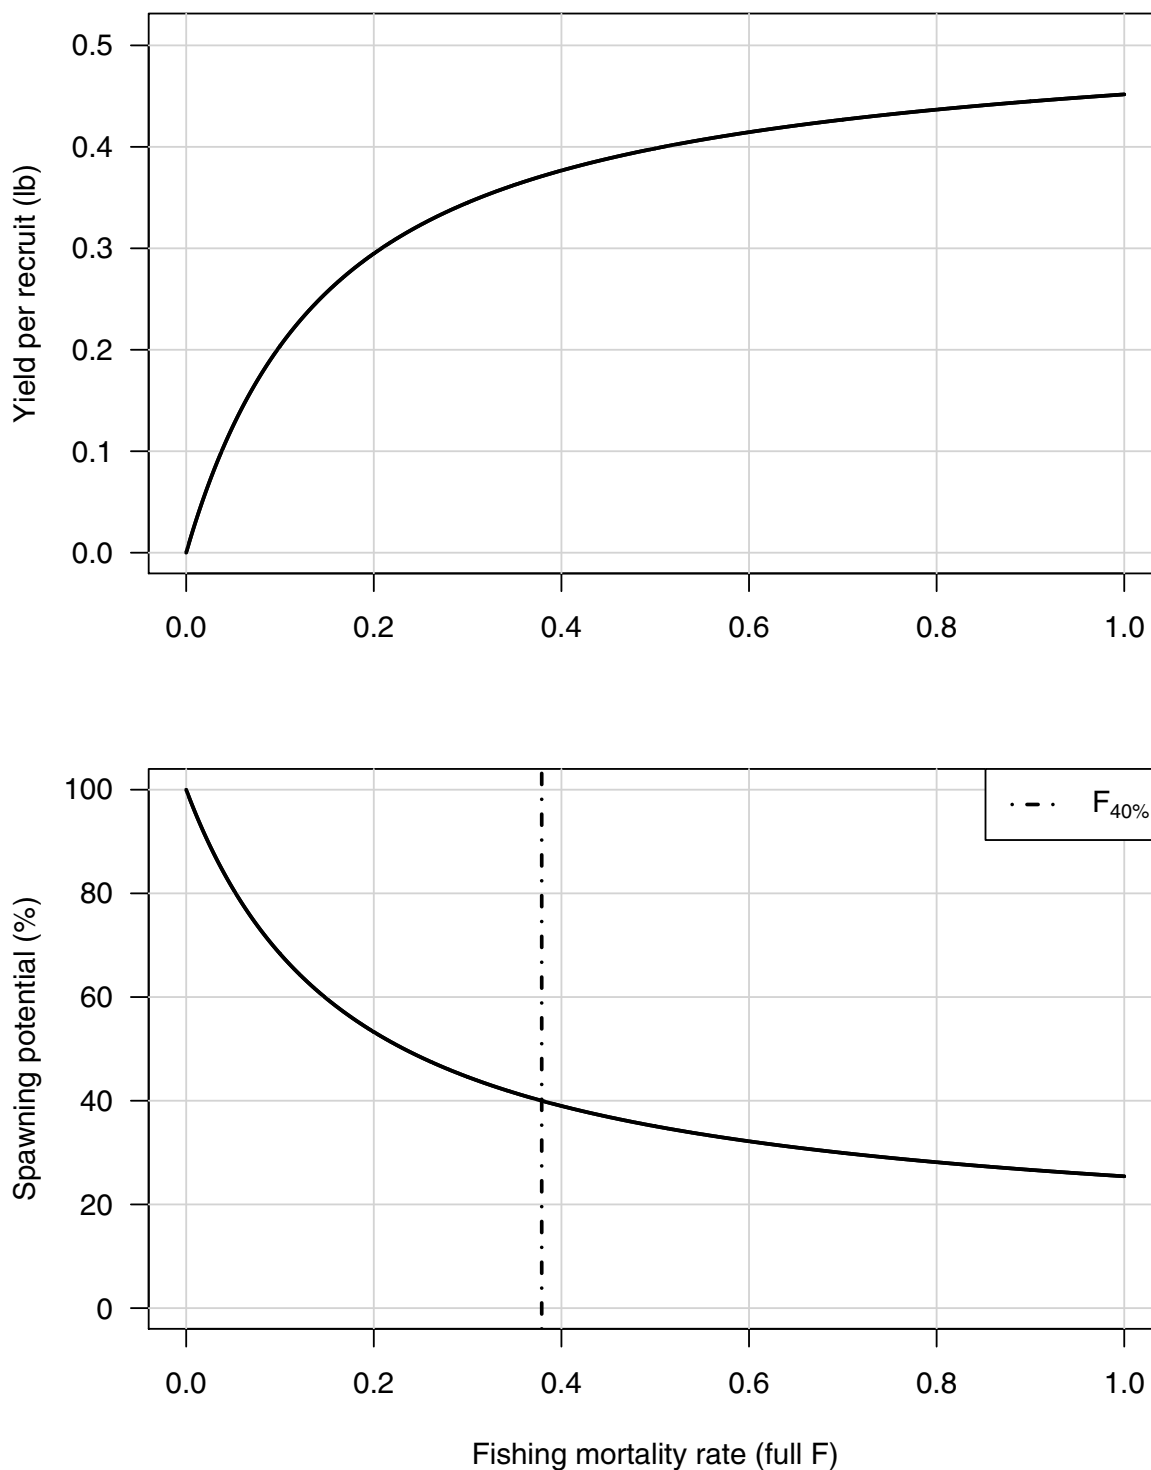 Yield per recruit (lb)
0.5
0.4
0.3
0.2
0.1
0.0
0.0 0.2 0.4 0.6 0.8 1.0
Spawning potential (%)
100
80
60
40
20
0
F40%
0.0 0.2 0.4 0.6 0.8 1.0
Fishing mortality rate (full F)